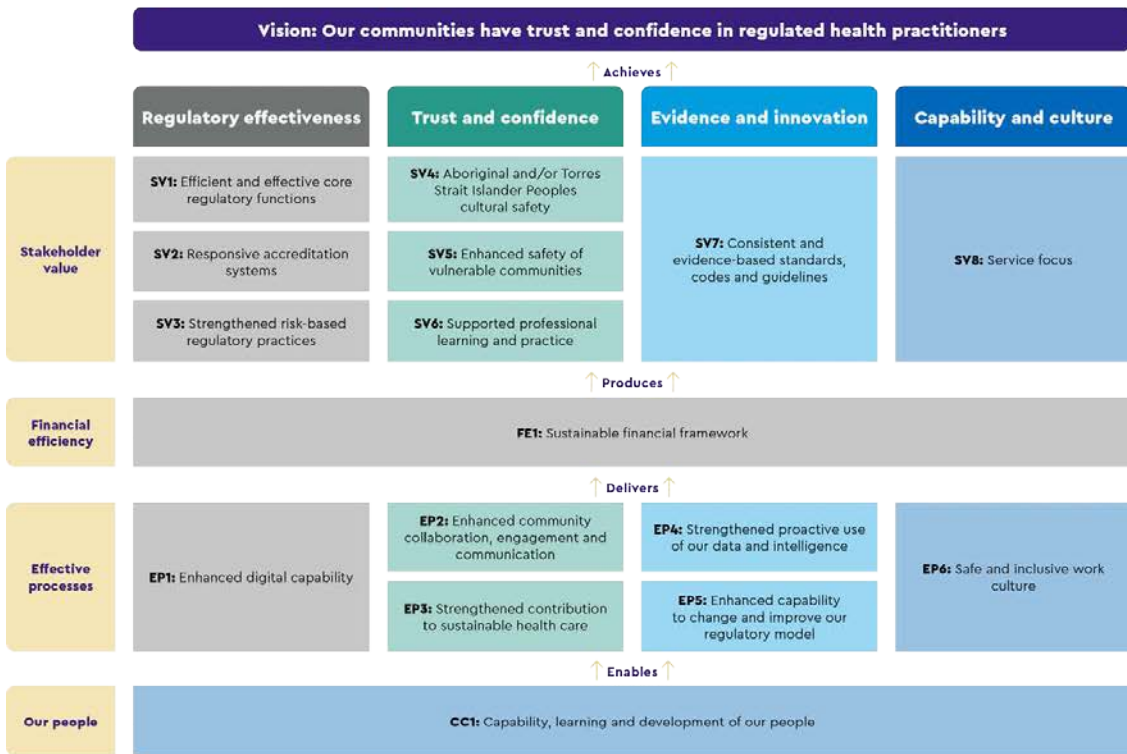 Vision: Our communities have trust and confidence in regulated health practitioners
↑ Achieves ↑
Regulatory effectiveness
Trust and confidence
Evidence and innovation
Capability and culture
Stakeholder
value
SV1: Efficient and effective core
regulatory functions
SV2: Responsive accreditation
systems
SV3: Strengthened risk-based
regulatory practices
SV4: Aboriginal and/or Torres
Strait Islander Peoples
cultural safety
SV5: Enhanced safety of
vulnerable communities
SV6: Supported professional
learning and practice
SV7: Consistent and
evidence-based standards,
codes and guidelines
SV8: Service focus
↑ Produces ↑
Financial
efficiency
FE1: Sustainable financial framework
↑ Delivers ↑
Effective
processes
EP1: Enhanced digital capability
EP2: Enhanced community
collaboration, engagement and
communication
EP3: Strengthened contribution
to sustainable health care
EP4: Strengthened proactive use
of our data and intelligence
EP5: Enhanced capability
to change and improve our
regulatory model
EP6: Safe and inclusive work
culture
↑ Enables ↑
Our people
CC1: Capability, learning and development of our people